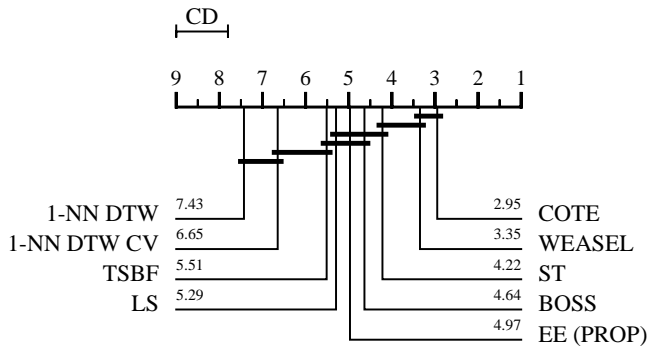 CD
9 8 7 6 5 4 3 2 1
1-NN DTW 7.43 2.95 COTE
1-NN DTW CV 6.65 3.35 WEASEL
TSBF 5.51 4.22 ST
LS 5.29 4.64 BOSS
4.97 EE (PROP)